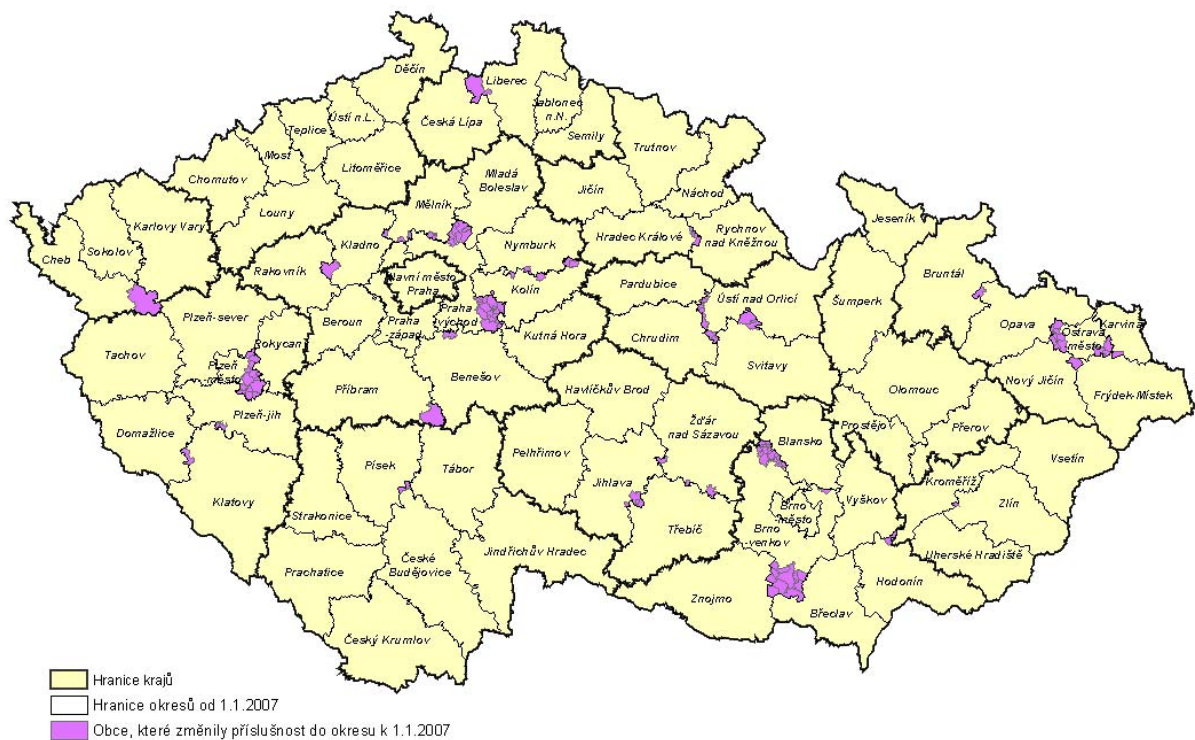 Děčín
Liberec
Jablonec
n.N.
Ústí n.L.
Česká Lípa
Teplice
Semily
Most
Trutnov
Litoměřice
Chomutov
Mladá
Boleslav
Jičín
Náchod
Louny
Mělník
Jeseník
Karlovy Vary
Sokolov
Cheb
Kladno
Nymburk
Hradec Králové
Rychnov
nad Kněžnou
Rakovník
Hlavní město
Praha
Kolín
Pardubice
Bruntál
Ústí nad Orlicí
Šumperk
Plzeň-sever
Beroun
Praha
západ
Praha
východ
Kutná Hora
Chrudim
Opava
Ostrava
město
Karviná
Tachov
Rokycan
Plzeň
město
Svitavy
Příbram
Benešov
Havlíčkův Brod
Olomouc
Nový Jičín
Frýdek-Místek
Plzeň-jih
Domažlice
Žďár
nad Sázavou
Prostějov
Přerov
Blansko
Vsetín
Písek
Tábor
Pelhřimov
Jihlava
Klatovy
Vyškov
Kroměříž
Zlín
Strakonice
Třebíč
Brno
město
Brno
venkov
Jindřichův Hradec
Uherské Hradiště
České
Budějovice
Prachatice
Hodonín
Znojmo
Břeclav
Český Krumlov
Hranice krajů
Hranice okresů od 1.1.2007
Obce, které změnily příslušnost do okresu k 1.1.2007